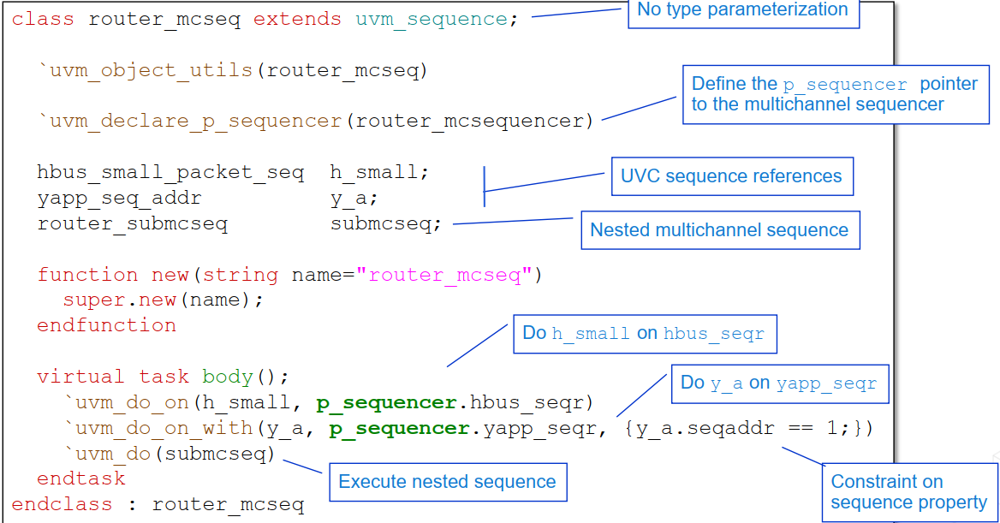 class router_mcseq extends uvm_sequence;
No type parameterization
`uvm_object_utils(router_mcseq)
Define the p_sequencer pointer
to the multichannel sequencer
`uvm_declare_p_sequencer(router_mcsequencer)
hbus_small_packet_seq h_small;
yapp_seq_addr y_a;
router_submcseq submcseq;
UVC sequence references
Nested multichannel sequence
function new(string name="router_mcseq")
super.new(name);
endfunction
Do h_small on hbus_seqr
virtual task body();
Do y_a on yapp_seqr
`uvm_do_on(h_small, p_sequencer.hbus_seqr)
`uvm_do_on_with(y_a, p_sequencer.yapp_seqr, {y_a.seqaddr == 1;})
`uvm_do(submcseq)
Execute nested sequence
Constraint on
sequence property
endtask
endclass : router_mcseq